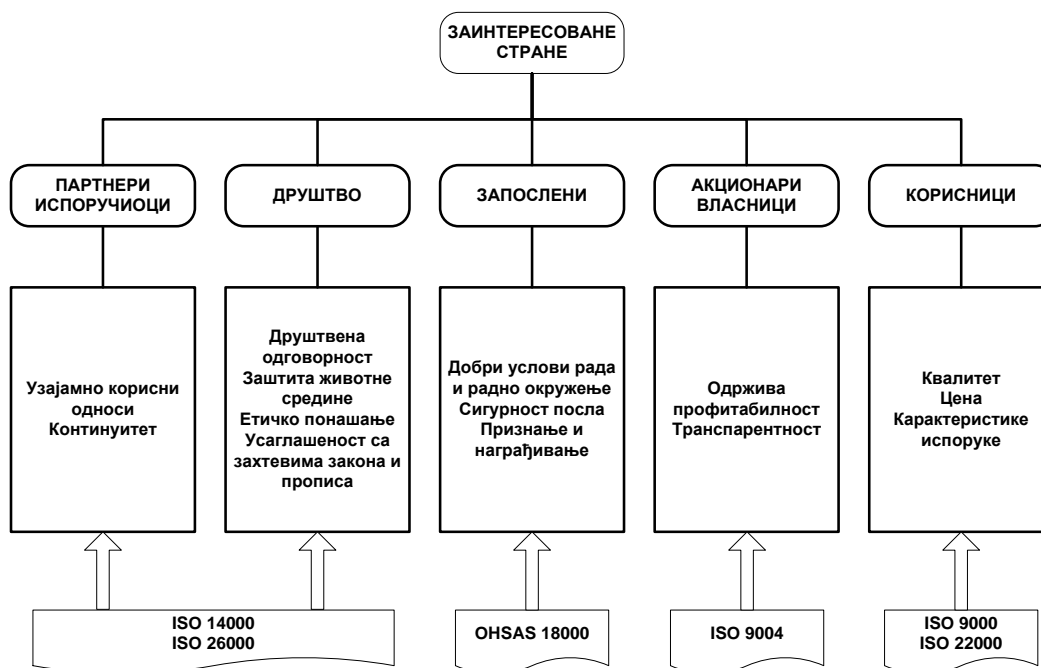 ЗАИНТЕРЕСОВАНЕ
СТРАНЕ
ПАРТНЕРИ
ИСПОРУЧИОЦИ
ДРУШТВО
ЗАПОСЛЕНИ
АКЦИОНАРИ
ВЛАСНИЦИ
КОРИСНИЦИ
Узајамно корисни
односи
Континуитет
Друштвена
одговорност
Заштита животне
средине
Етичко понашање
Усаглашеност са
захтевима закона и
прописа
Добри услови рада
и радно окружење
Сигурност посла
Признање и
награђивање
Одржива
профитабилност
Транспарентност
Квалитет
Цена
Карактеристике
испоруке
ISO 14000
ISO 26000
OHSAS 18000
ISO 9004
ISO 9000
ISO 22000